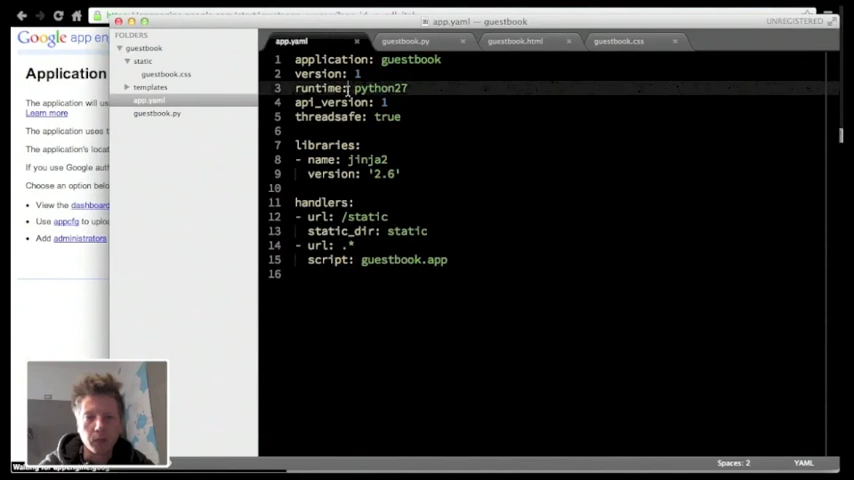 app.yaml — guestbook
UNREGISTERED
Google app en
Application
The application will us
Learn more
The application uses t
The application's locat
If you use Google auth
Choose an option belo
View the dashboard
Use appcfg to uploa
Add administrators
FOLDERS
guestbook
static
guestbook.css
templates
app.yaml
guestbook.py
app.yaml
guestbook.py
guestbook.html
guestbook.css
1 application: guestbook
2 version: 1
3 runtime: python27
4 api_version: 1
5 threadsafe: true
6
7 libraries:
8 - name: jinja2
9 version: '2.6'
10
11 handlers:
12 - url: /static
13 static_dir: static
14 - url: .*
15 script: guestbook.app
16
Spaces: 2
YAML